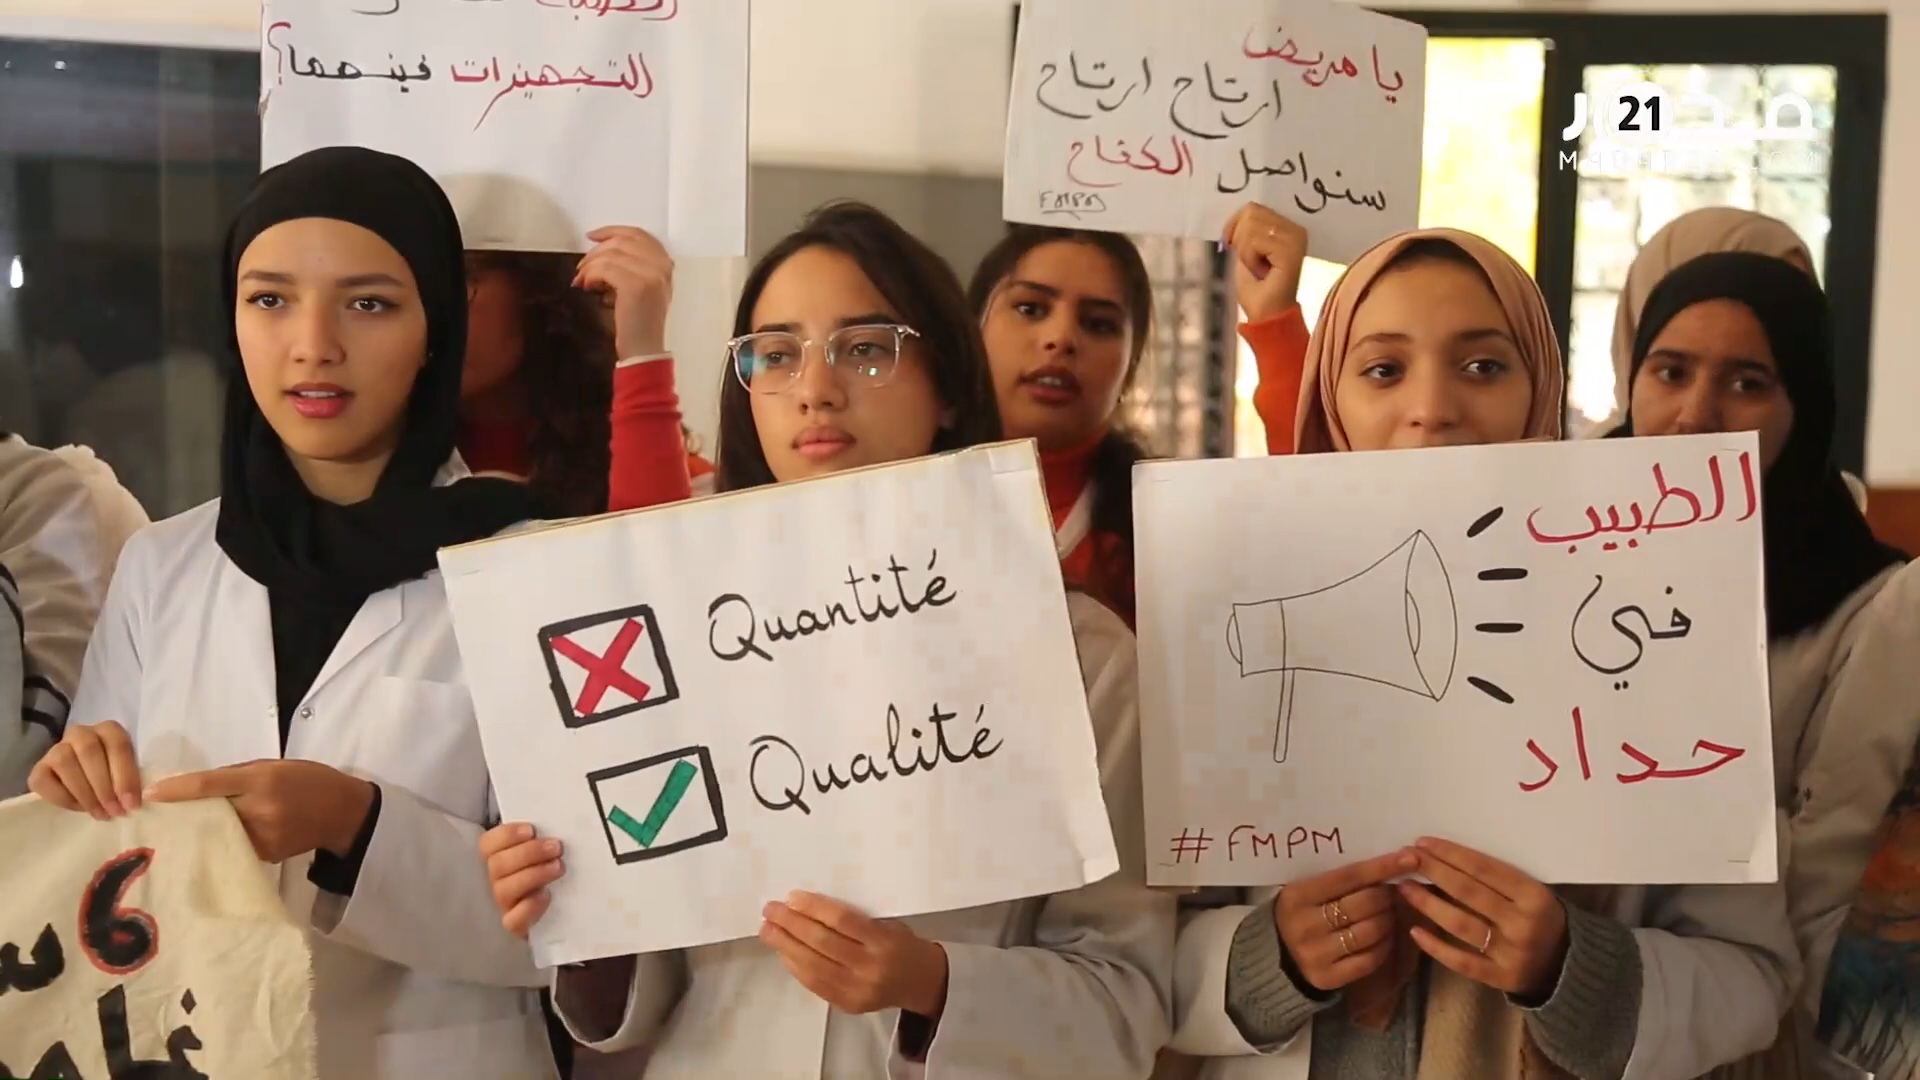 التجهيزات فينهما؟
يا مريض
ارتاح ارتاح
سنواصل الكفاح
FMPM
21
Quantité
Qualité
الطبيب
في
حداد
#FMPM
6